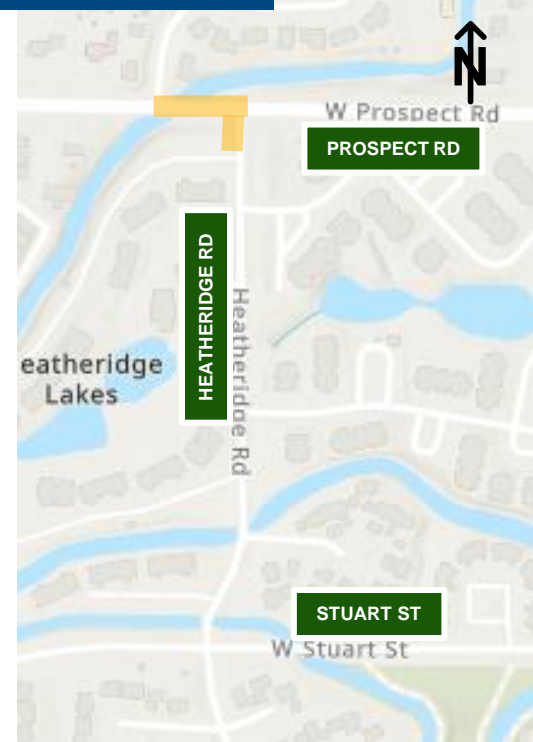 N
W Prospect Rd
PROSPECT RD
HEATHERIDGE RD
Heatheridge Rd
eatheridge
Lakes
STUART ST
W Stuart St